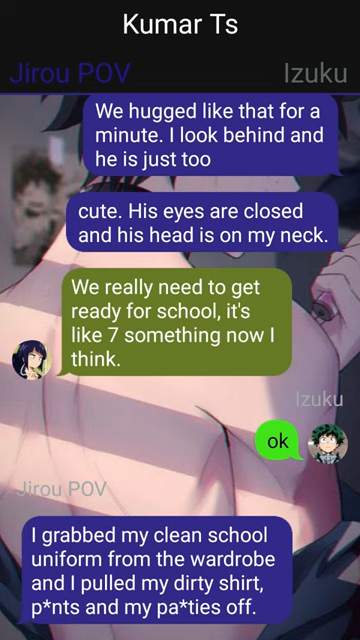 Kumar Ts
Jirou POV
Izuku
We hugged like that for a
minute. I look behind and
he is just too
cute. His eyes are closed
and his head is on my neck.
We really need to get
ready for school, it's
like 7 something now I
think.
Izuku
ok
Jirou POV
I grabbed my clean school
uniform from the wardrobe
and I pulled my dirty shirt,
p*nts and my pa*ties off.